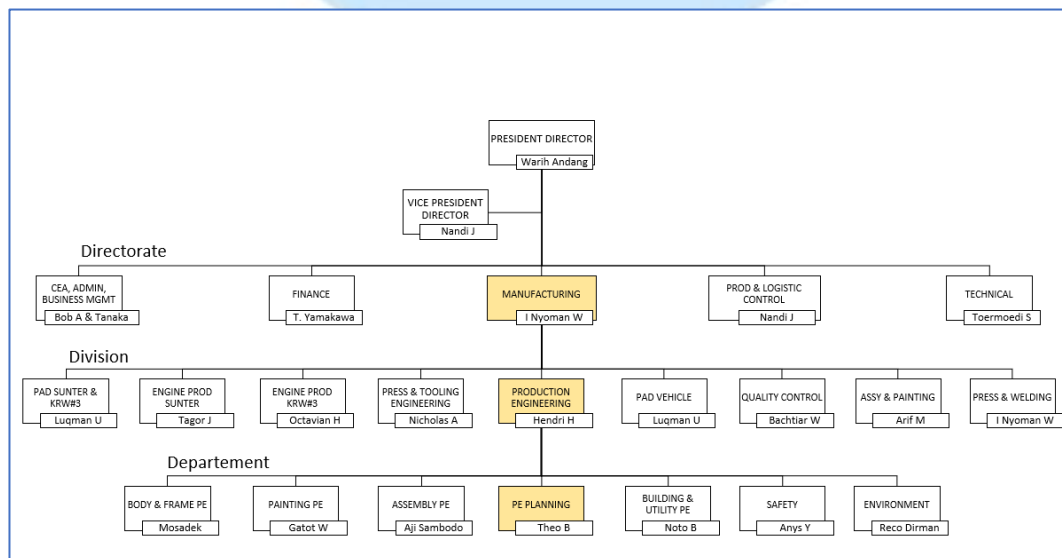 PRESIDENT DIRECTOR
Warih Andang
VICE PRESIDENT
DIRECTOR
Nandi J
Directorate
CEA, ADMIN,
BUSINESS MGMT
Bob A & Tanaka
FINANCE
T. Yamakawa
MANUFACTURING
I Nyoman W
PROD & LOGISTIC
CONTROL
Nandi J
TECHNICAL
Toermoedi S
Division
PAD SUNTER &
KRW#3
Luqman U
ENGINE PROD
SUNTER
Tagor J
ENGINE PROD
KRW#3
Octavian H
PRESS & TOOLING
ENGINEERING
Nicholas A
PRODUCTION
ENGINEERING
Hendri H
PAD VEHICLE
Luqman U
QUALITY CONTROL
Bachtiar W
ASSY & PAINTING
Arif M
PRESS & WELDING
I Nyoman W
Departement
BODY & FRAME PE
Mosadek
PAINTING PE
Gatot W
ASSEMBLY PE
Aji Sambodo
PE PLANNING
Theo B
BUILDING &
UTILITY PE
Noto B
SAFETY
Anys Y
ENVIRONMENT
Reco Dirman